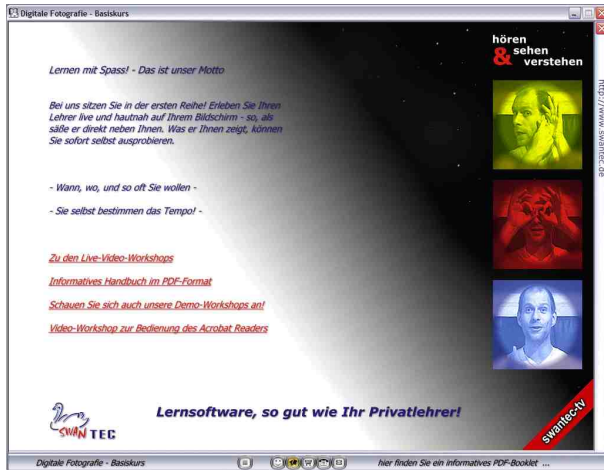 Digitale Fotografie - Basiskurs
hören
& sehen
verstehen
Lernen mit Spass! - Das ist unser Motto
Bei uns sitzen Sie in der ersten Reihe! Erleben Sie Ihren
Lehrer live und hautnah auf Ihrem Bildschirm - so, als
säße er direkt neben Ihnen. Was er Ihnen zeigt, können
Sie sofort selbst ausprobieren.
- Wann, wo, und so oft Sie wollen -
- Sie selbst bestimmen das Tempo! -
Zu den Live-Video-Workshops
Informatives Handbuch im PDF-Format
Schauen Sie sich auch unsere Demo-Workshops an!
Video-Workshop zur Bedienung des Acrobat Readers
http://www.swantec.de
SWAN TEC
Lernsoftware, so gut wie Ihr Privatlehrer!
swantec-tv
Digitale Fotografie - Basiskurs
hier finden Sie ein informatives PDF-Booklet ...